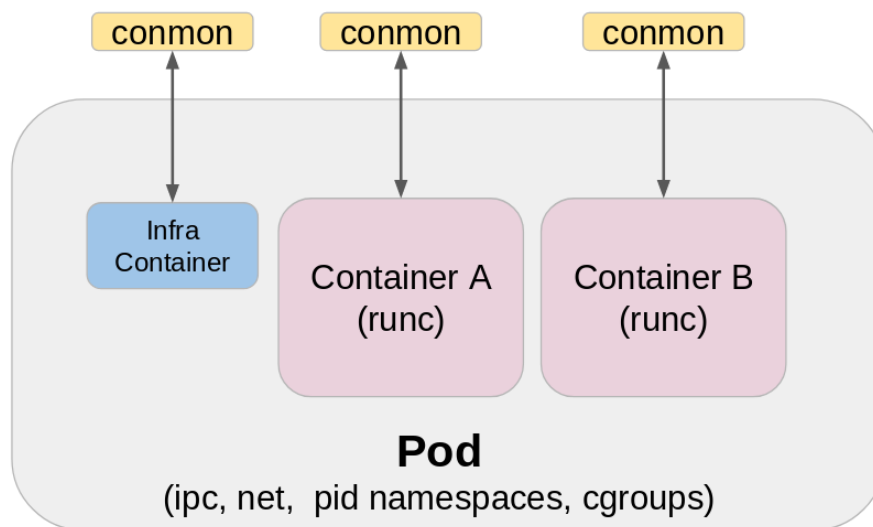 conmon
conmon
conmon
Infra
Container
Container A
(runc)
Container B
(runc)
Pod
(ipc, net,  pid namespaces, cgroups)